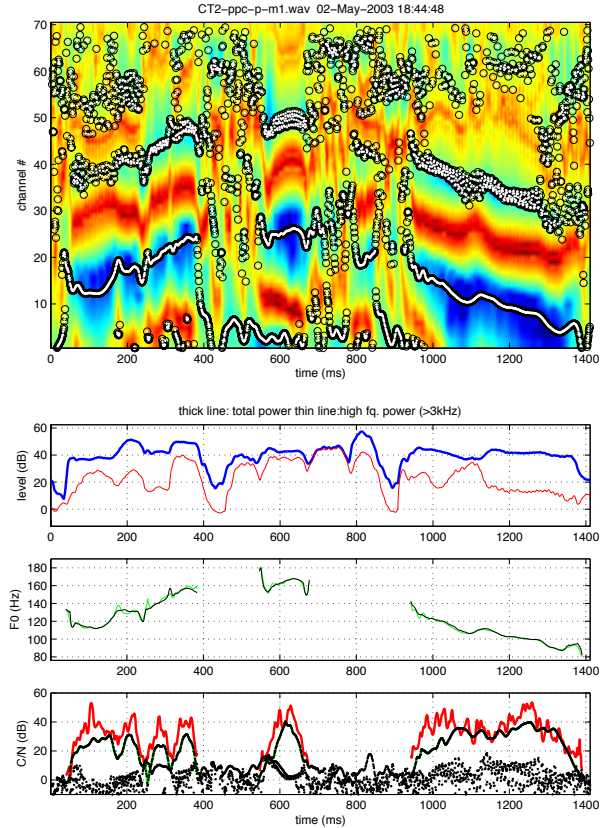 CT2-ppc-p-m1.wav 02-May-2003 18:44:48
70
60
50
40
30
20
10
channel #
0 200 400 600 800 1000 1200 1400
time (ms)
thick line: total power thin line:high fq. power (>3kHz)
60
40
20
0
level (dB)
0 200 400 600 800 1000 1200 1400
180
160
140
120
100
80
F0 (Hz)
0 200 400 600 800 1000 1200 1400
60
40
20
0
C/N (dB)
0 200 400 600 800 1000 1200 1400
time (ms)